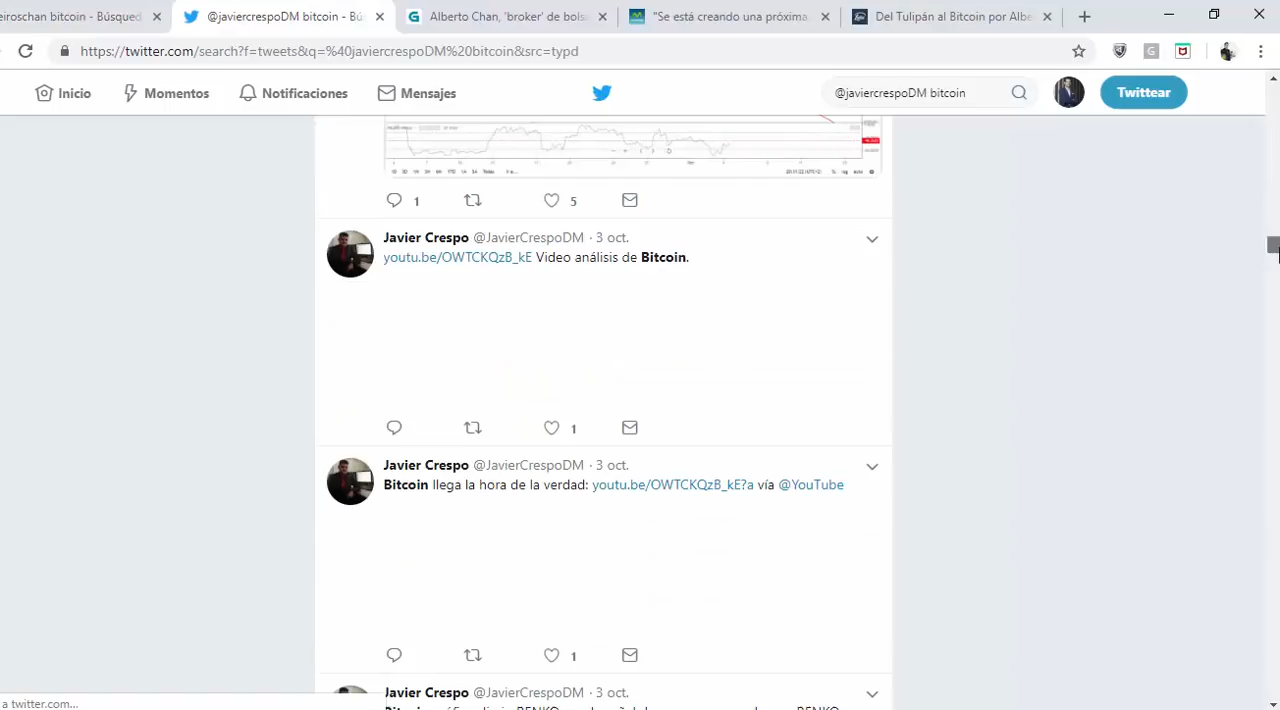 eiroschan bitcoin - Búsqued
@javiercrespoDM bitcoin - Bú
Alberto Chan, 'broker' de bolsa
"Se está creando una próxima
Del Tulipán al Bitcoin por Albe
https://twitter.com/search?f=tweets&q=%40javiercrespoDM%20bitcoin&src=typd
Inicio
Momentos
Notificaciones
Mensajes
@javiercrespoDM bitcoin
Twittear
1
5
Javier Crespo @JavierCrespoDM · 3 oct.
youtu.be/OWTCKQzB_kE Video análisis de Bitcoin.
1
Javier Crespo @JavierCrespoDM · 3 oct.
Bitcoin llega la hora de la verdad: youtu.be/OWTCKQzB_kE?a vía @YouTube
1
Javier Crespo @JavierCrespoDM · 3 oct.
a twitter.com...